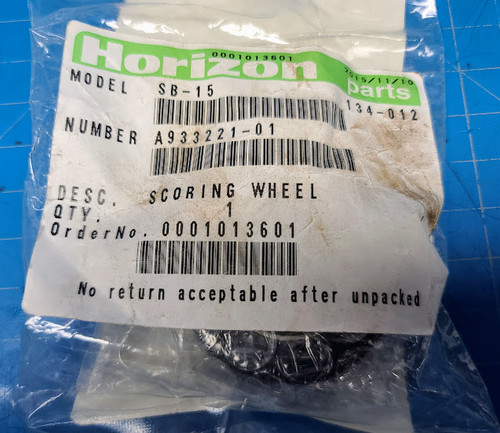 0001013601
Horizon parts
2015/11/10
MODEL SB-15
134-012
NUMBER A933221-01
DESC. SCORING WHEEL
QTY. 1
OrderNo. 0001013601
No return acceptable after unpacked